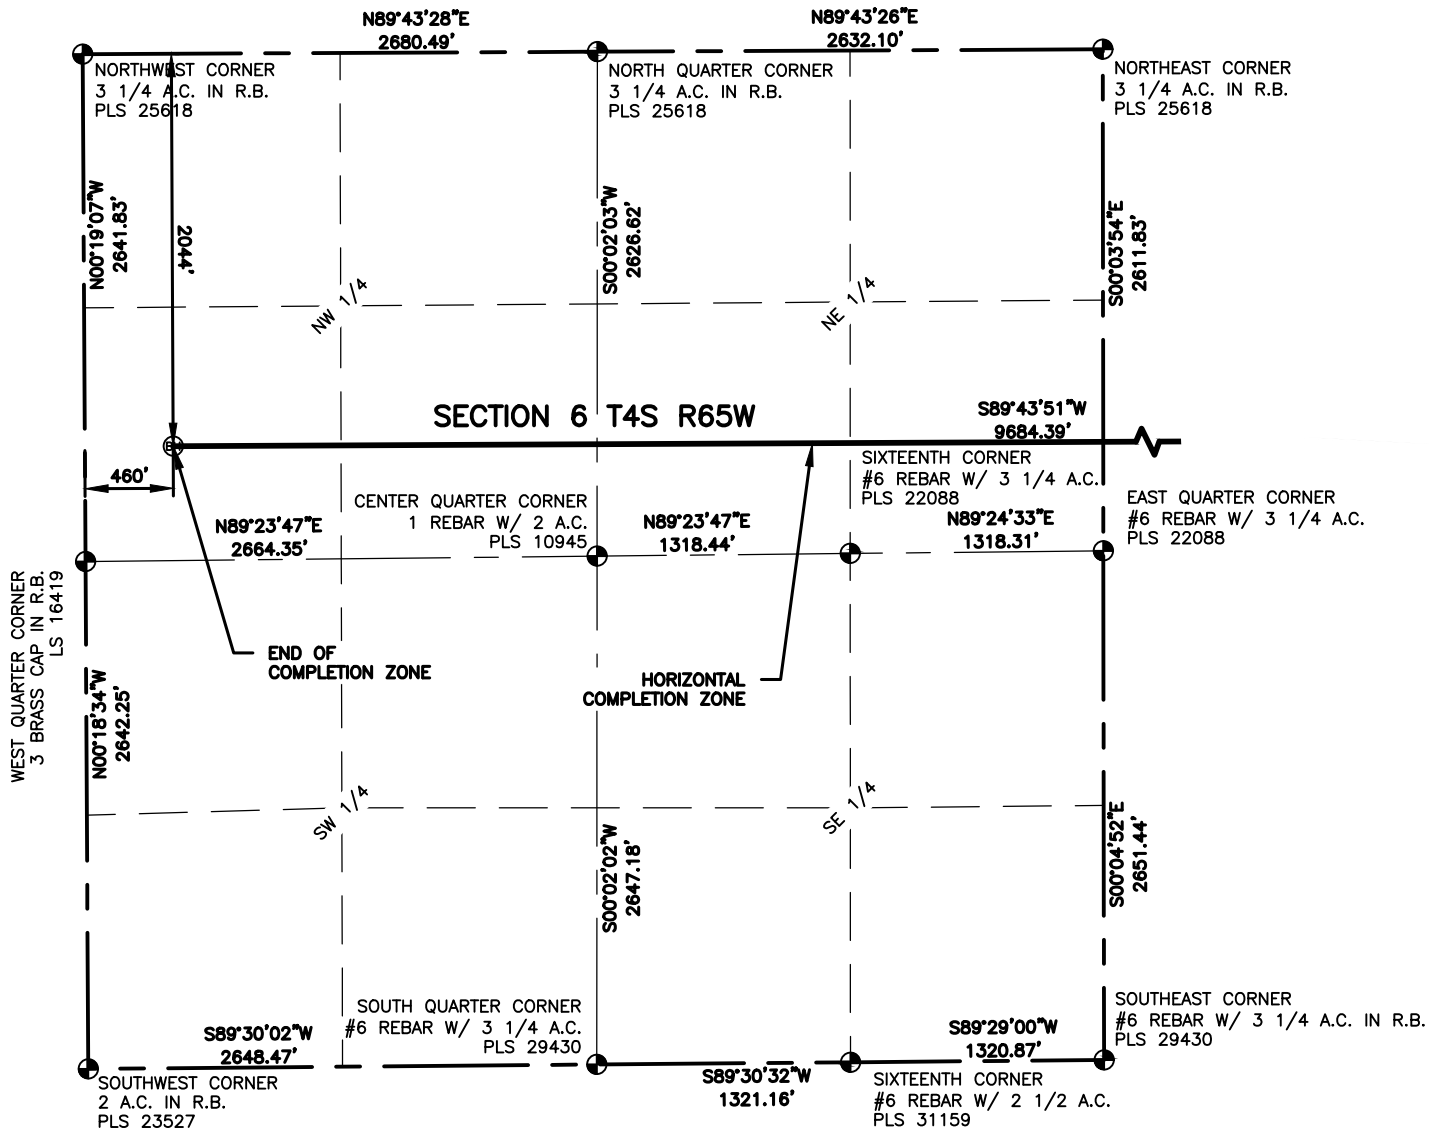 N89°43'28"E
2680.49'
N89°43'26"E
2632.10'
NORTHWEST CORNER
3 1/4 A.C. IN R.B.
PLS 25618
NORTH QUARTER CORNER
3 1/4 A.C. IN R.B.
PLS 25618
NORTHEAST CORNER
3 1/4 A.C. IN R.B.
PLS 25618
N00°19'07"W
2641.83'
2044'
S00°02'03"W
2626.62'
S00°03'54"E
2611.83'
NW 1/4
NE 1/4
SECTION 6 T4S R65W
S89°43'51"W
9684.39'
460'
SIXTEENTH CORNER
#6 REBAR W/ 3 1/4 A.C.
PLS 22088
CENTER QUARTER CORNER
1 REBAR W/ 2 A.C.
PLS 10945
EAST QUARTER CORNER
#6 REBAR W/ 3 1/4 A.C.
PLS 22088
N89°23'47"E
2664.35'
N89°23'47"E
1318.44'
N89°24'33"E
1318.31'
WEST QUARTER CORNER
3 BRASS CAP IN R.B.
LS 16419
END OF
COMPLETION ZONE
HORIZONTAL
COMPLETION ZONE
N00°18'34"W
2642.25'
SW 1/4
SE 1/4
S00°02'02"W
2647.18'
S00°04'52"E
2651.44'
SOUTH QUARTER CORNER
#6 REBAR W/ 3 1/4 A.C.
PLS 29430
SOUTHEAST CORNER
#6 REBAR W/ 3 1/4 A.C. IN R.B.
PLS 29430
S89°30'02"W
2648.47'
S89°29'00"W
1320.87'
S89°30'32"W
1321.16'
SOUTHWEST CORNER
2 A.C. IN R.B.
PLS 23527
SIXTEENTH CORNER
#6 REBAR W/ 2 1/2 A.C.
PLS 31159